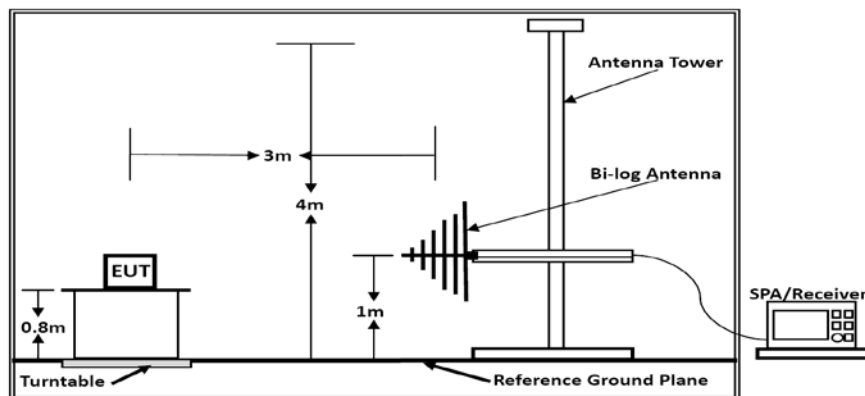 Antenna Tower
3m
Bi-log Antenna
4m
EUT
SPA/Receiver
1m
0.8m
Turntable
Reference Ground Plane